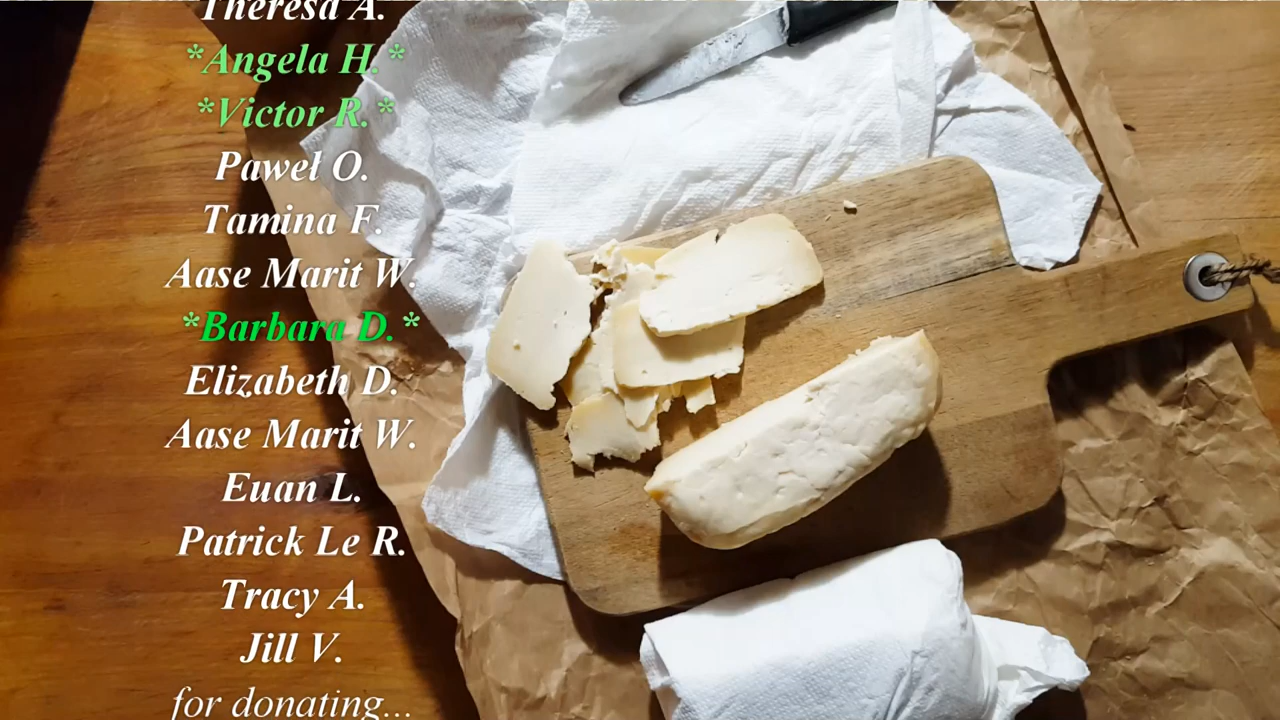 Theresa A.
*Angela H.*
*Victor R.*
Paweł O.
Tamina F.
Aase Marit W.
*Barbara D.*
Elizabeth D.
Aase Marit W.
Euan L.
Patrick Le R.
Tracy A.
Jill V.
for donating...